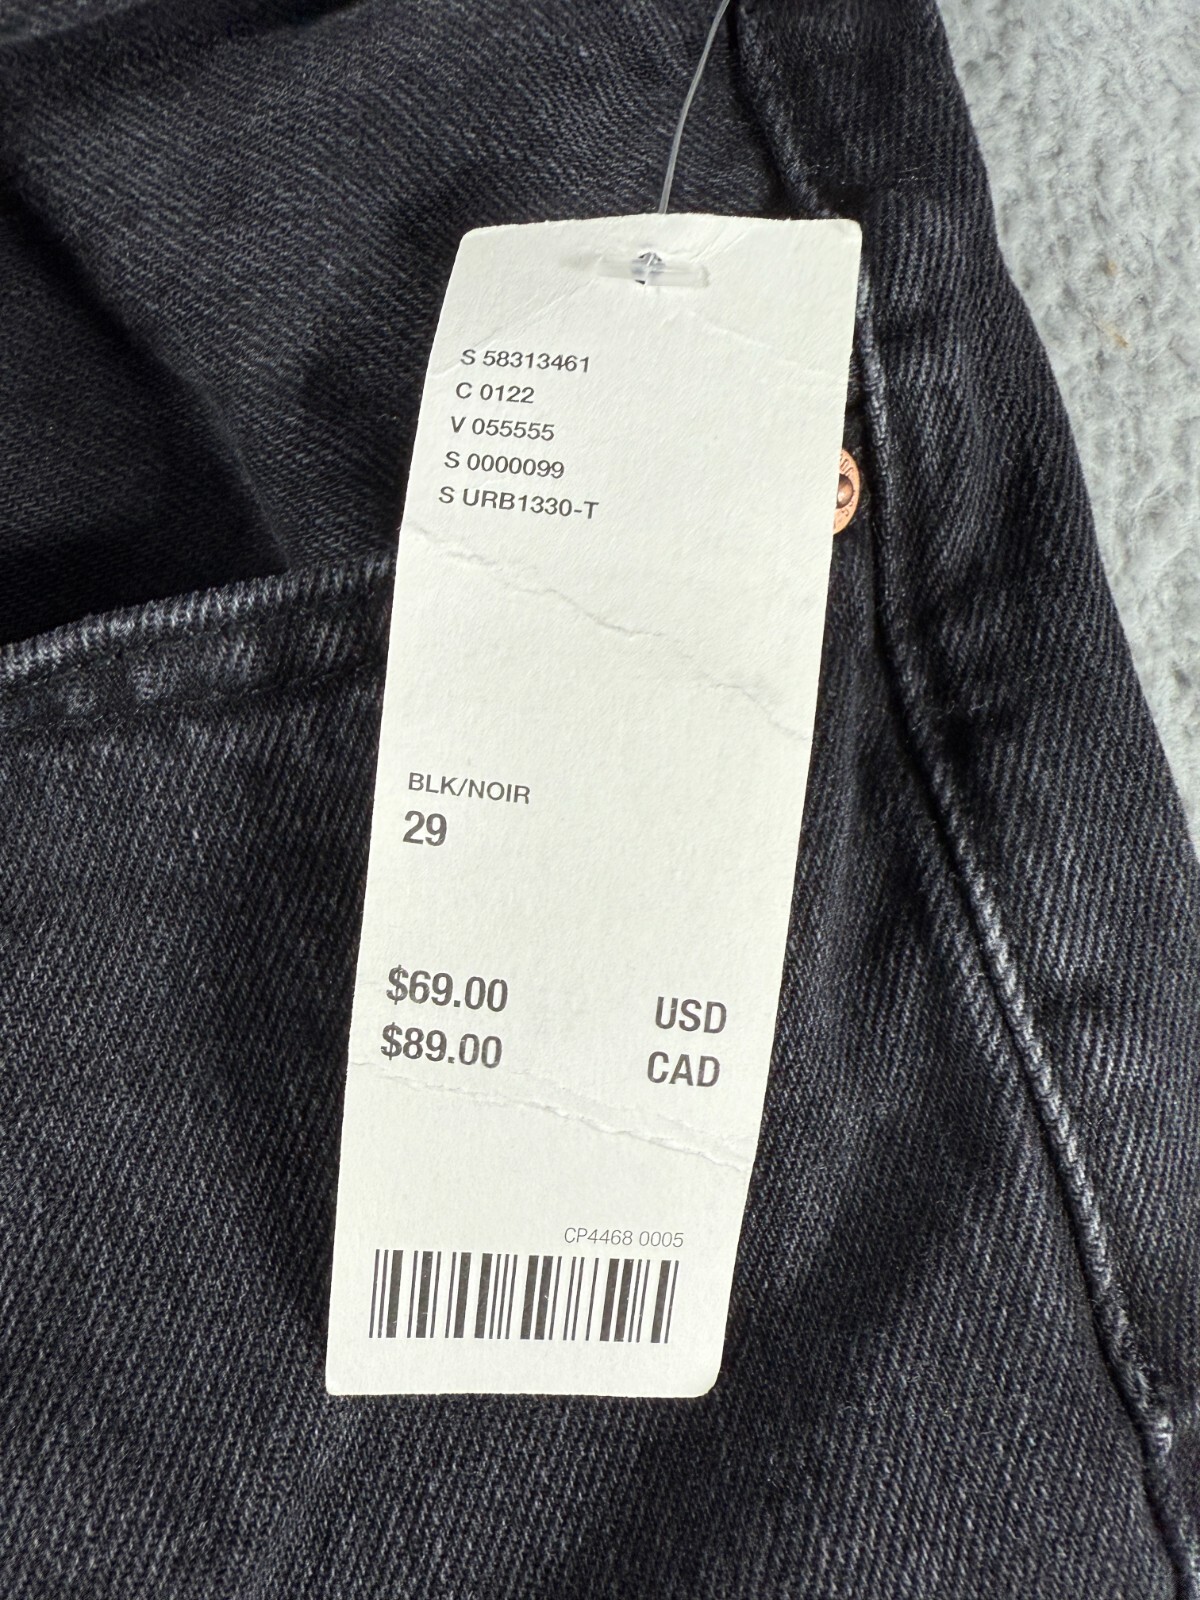 S 58313461
C 0122
V 055555
S 0000099
S URB1330-T
BLK/NOIR
29
$69.00 USD
$89.00 CAD
CP4468 0005